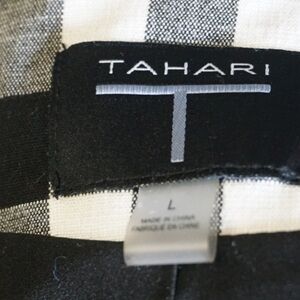 TAHARI
T
L
MADE IN CHINA
FABRIQUÉ EN CHINE